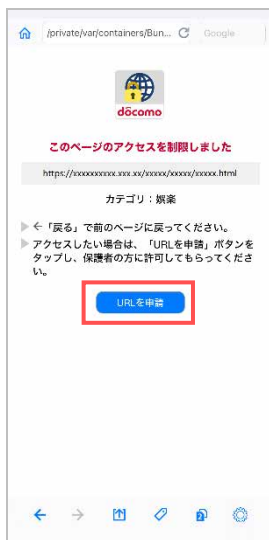 /private/var/containers/Bun...
Google
döcomo
このページのアクセスを制限しました
https://xxxxxxxxxx.xxx.xx/xxxxx/xxxxx/xxxxx.html
カテゴリ：娯楽
▶ ←「戻る」で前のページに戻ってください。
▶ アクセスしたい場合は、「URLを申請」ボタンを
タップし、保護者の方に許可してもらってくださ
い。
URLを申請
2